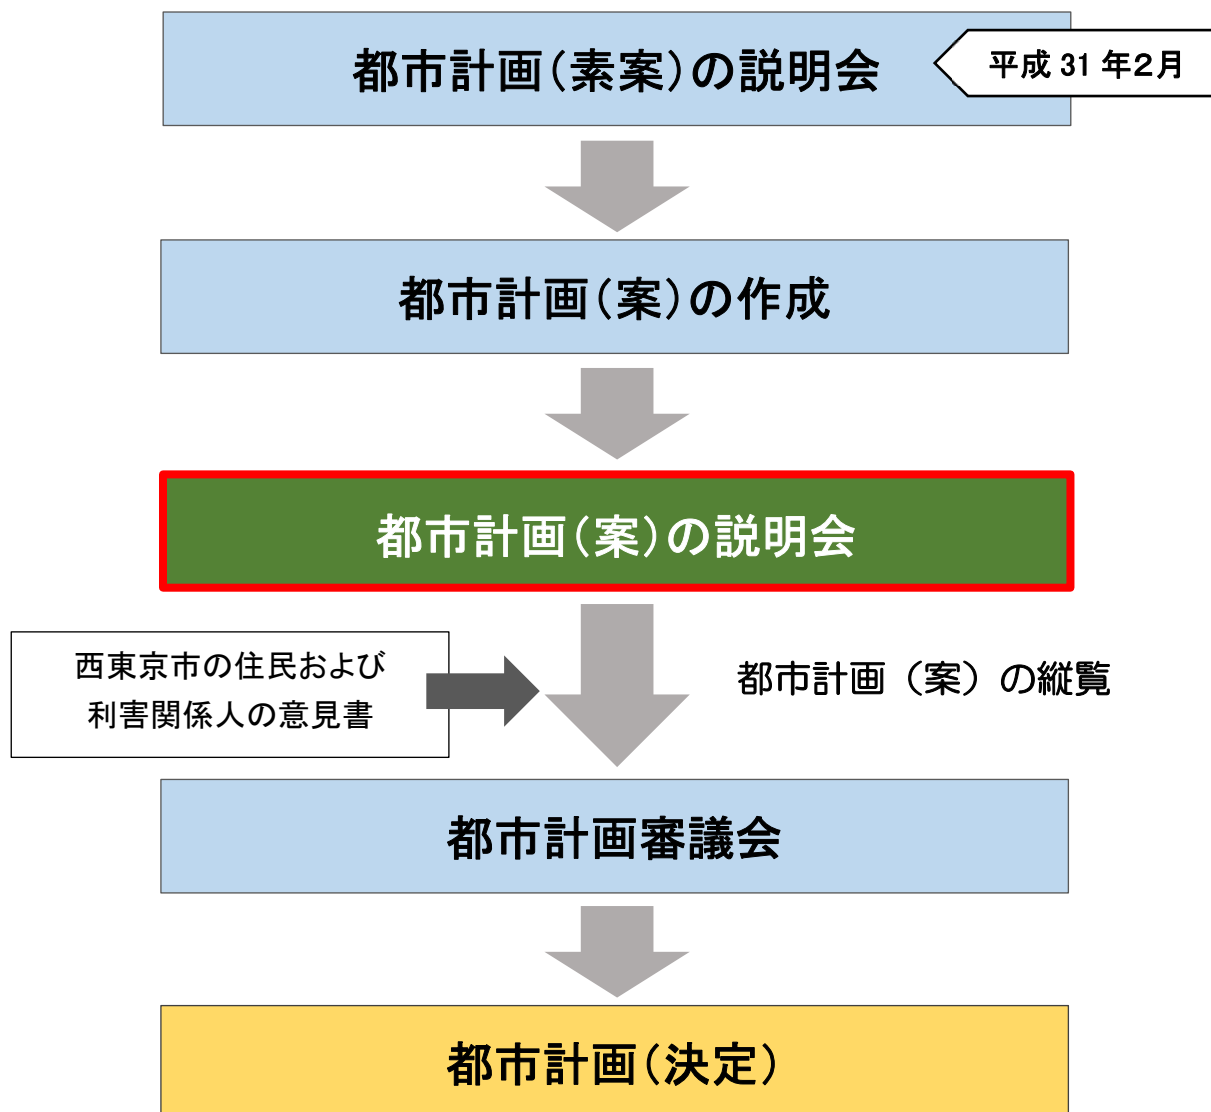 都市計画(素案)の説明会
平成 31 年2月
都市計画(案)の作成
都市計画(案)の説明会
西東京市の住民および
利害関係人の意見書
都市計画（案）の縦覧
都市計画審議会
都市計画(決定)